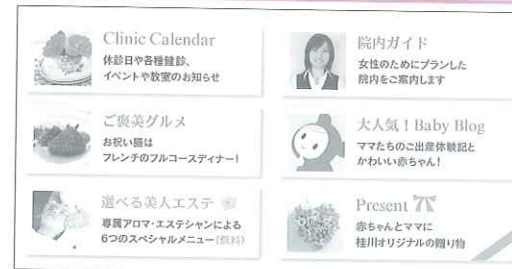 Clinic Calendar
休診日や各種健診、
イベントや教室のお知らせ
院内ガイド
女性のためにプランした
院内をご案内します
ご褒美グルメ
お祝い膳は
フレンチのフルコースディナー!
大人気!Baby Blog
ママたちのご出産体験記と
かわいい赤ちゃん!
選べる美人エステ
専属アロマ・エステシャンによる
6つのスペシャルメニュー(無料)
Present
赤ちゃんとママに
桂川オリジナルの贈り物